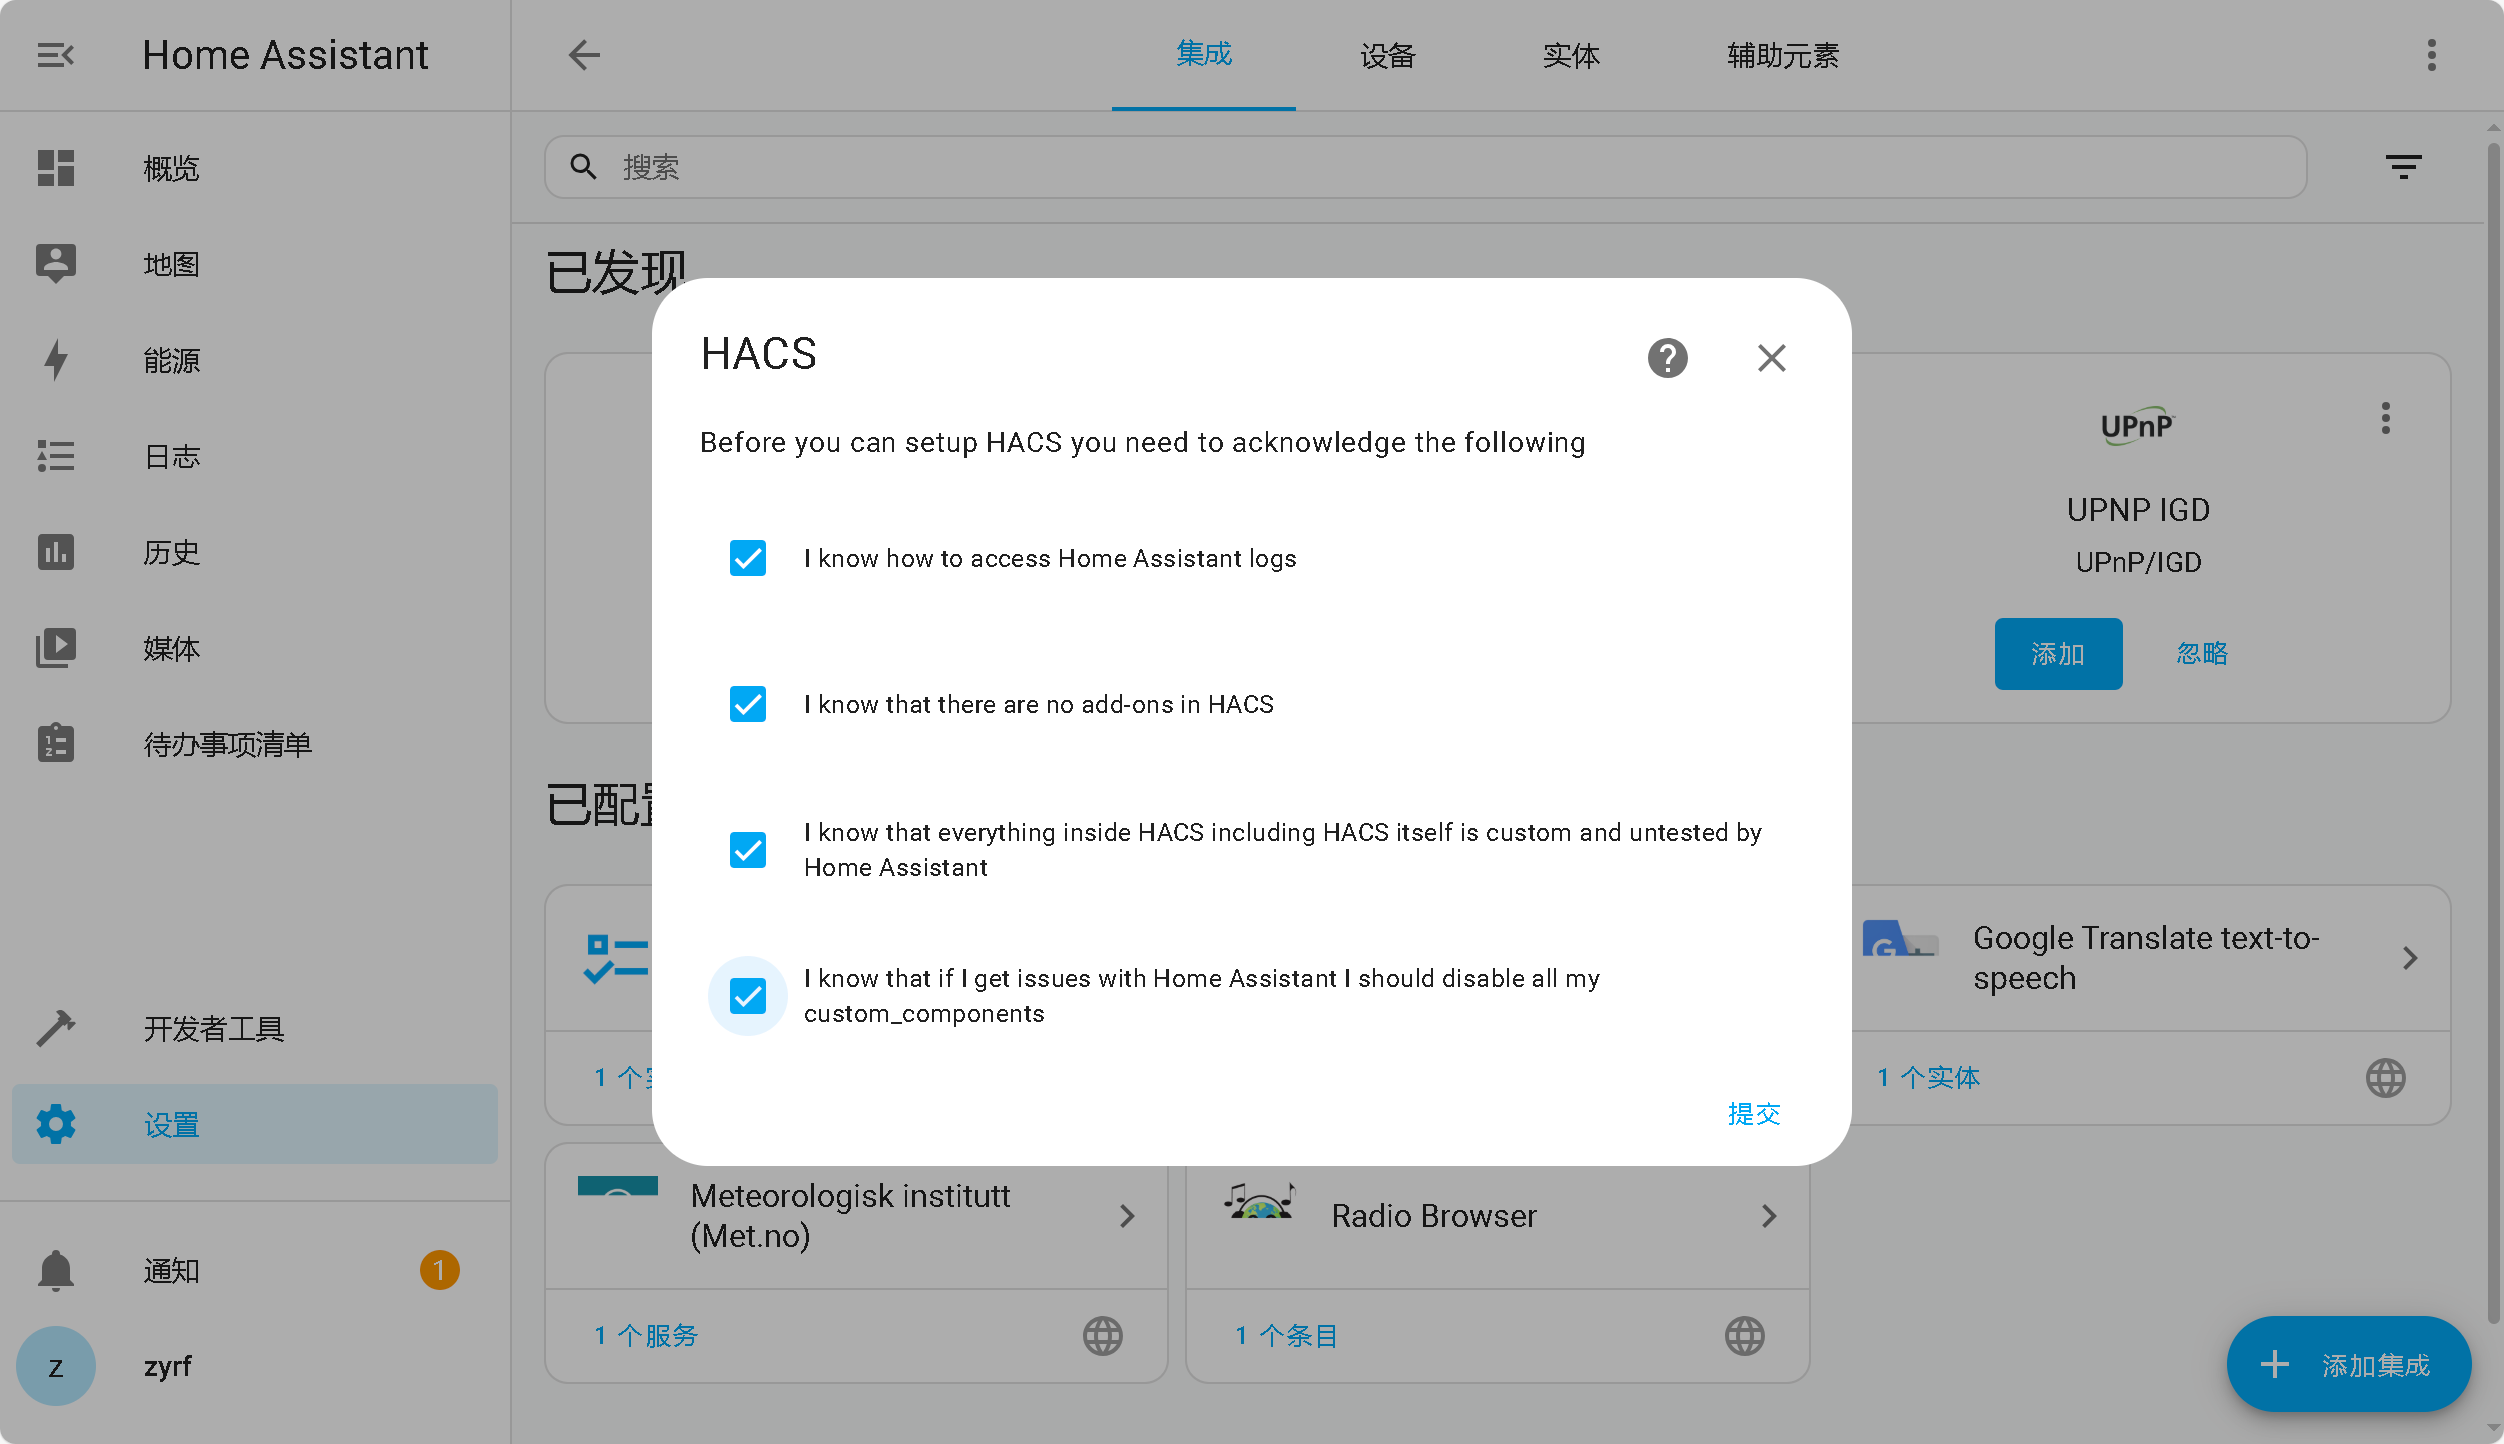 Home Assistant
集成
设备
实体
辅助元素
概览
搜索
地图
已发现
能源
日志
历史
媒体
待办事项清单
HACS
Before you can setup HACS you need to acknowledge the following
I know how to access Home Assistant logs
I know that there are no add-ons in HACS
I know that everything inside HACS including HACS itself is custom and untested by
Home Assistant
I know that if I get issues with Home Assistant I should disable all my
custom_components
提交
UPnP
UPNP IGD
UPnP/IGD
添加
忽略
已配
Google Translate text-to-
speech
1 个
1 个实体
开发者工具
设置
Meteorologisk institutt
(Met.no)
Radio Browser
1 个服务
1 个条目
通知
1
z
zyrf
添加集成